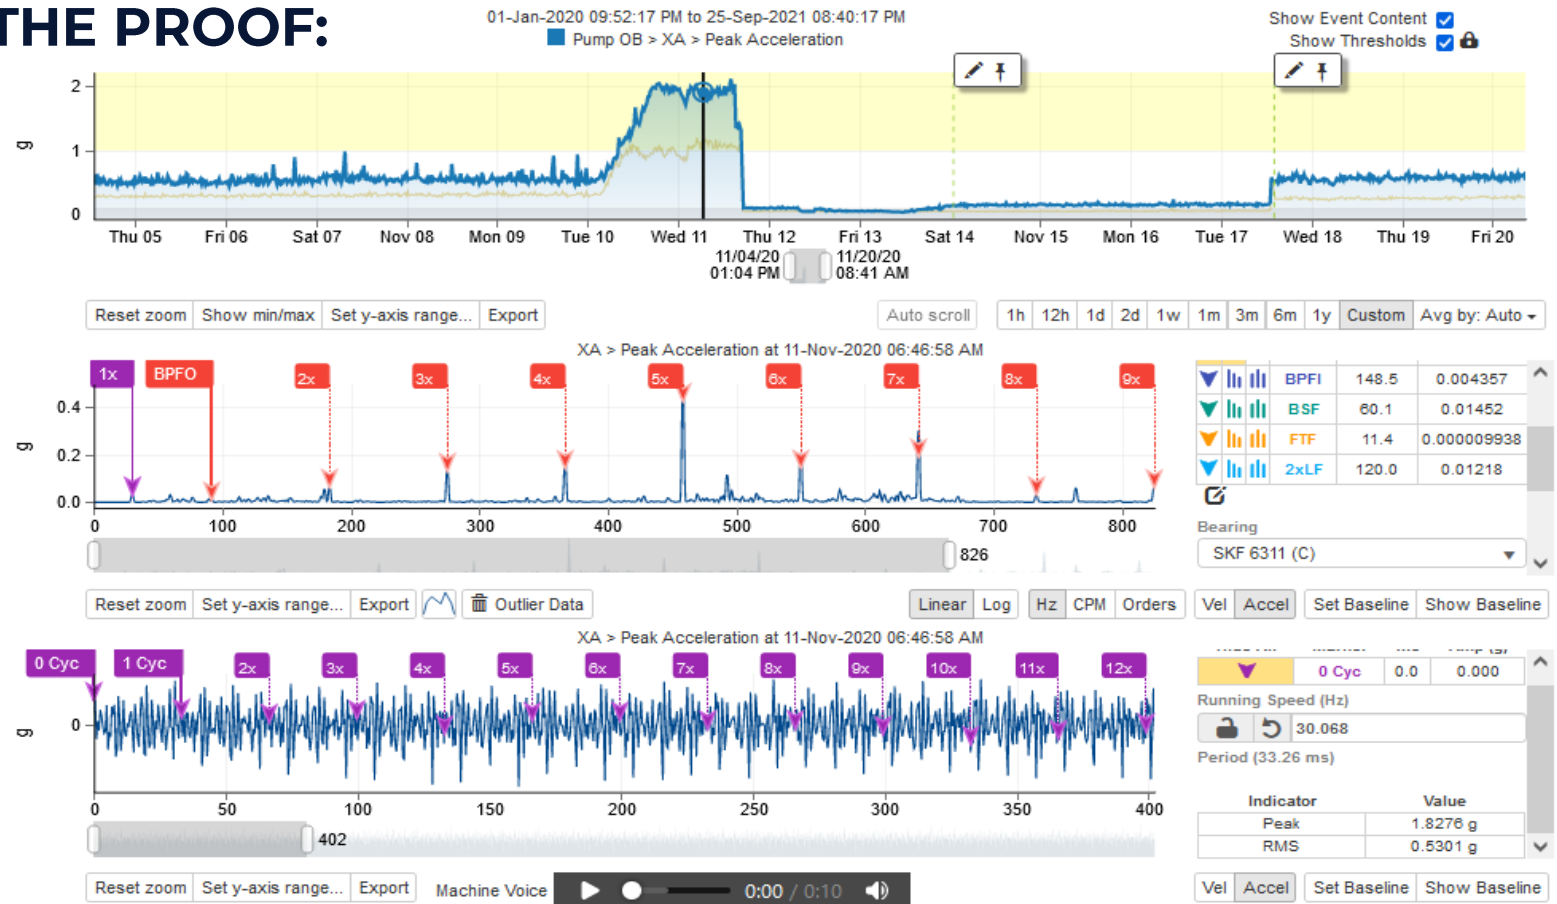 THE PROOF:
01-Jan-2020 09:52:17 PM to 25-Sep-2021 08:40:17 PM
Pump OB > XA > Peak Acceleration
Show Event Content
Show Thresholds
g
2
1
0
Thu 05 Fri 06 Sat 07 Nov 08 Mon 09 Tue 10 Wed 11 Thu 12 Fri 13 Sat 14 Nov 15 Mon 16 Tue 17 Wed 18 Thu 19 Fri 20
11/04/20 11/20/20
01:04 PM 08:41 AM
Reset zoom Show min/max Set y-axis range... Export Auto scroll 1h 12h 1d 2d 1w 1m 3m 6m 1y Custom Avg by: Auto
XA > Peak Acceleration at 11-Nov-2020 06:46:58 AM
1x BPFO 2x 3x 4x 5x 6x 7x 8x 9x
g
0.4
0.2
0.0
0 100 200 300 400 500 600 700 800
826
BPFI 148.5 0.004357
BSF 60.1 0.01452
FTF 11.4 0.000009938
2xLF 120.0 0.01218
Bearing
SKF 6311 (C)
Reset zoom Set y-axis range... Export Outlier Data Linear Log Hz CPM Orders Vel Accel Set Baseline Show Baseline
XA > Peak Acceleration at 11-Nov-2020 06:46:58 AM
0 Cyc 1 Cyc 2x 3x 4x 5x 6x 7x 8x 9x 10x 11x 12x
g
0
0 50 100 150 200 250 300 350 400
402
0 Cyc 0.0 0.000
Running Speed (Hz)
30.068
Period (33.26 ms)
Indicator Value
Peak 1.8276 g
RMS 0.5301 g
Reset zoom Set y-axis range... Export Machine Voice 0:00 / 0:10 Vel Accel Set Baseline Show Baseline